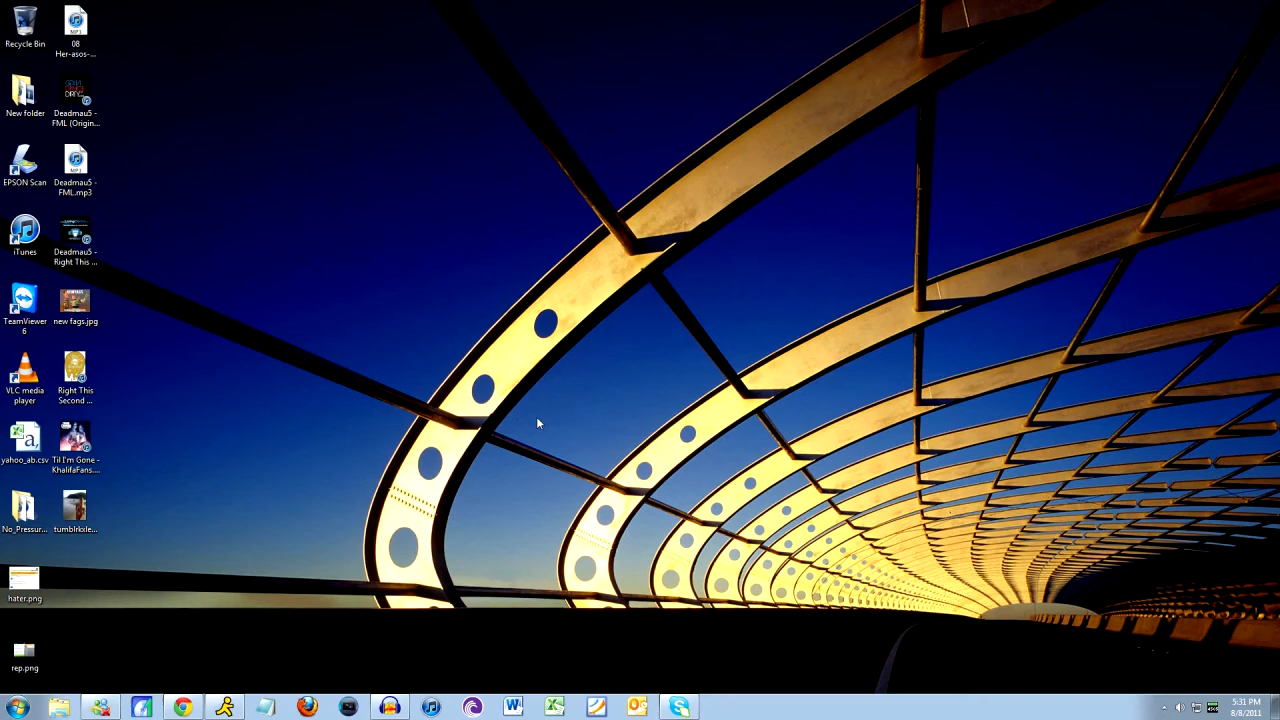 Recycle Bin
08
Her-asos-...
New folder
Deadmau5 -
FML (Origin...
EPSON Scan
MP3
Deadmau5 -
FML.mp3
iTunes
Deadmau5 -
Right This ...
TeamViewer
6
new fags.jpg
VLC media
player
Right This
Second ...
a,
yahoo_ab.csv
Til I'm Gone -
KhalifaFans....
No_Pressur...
tumblrkxle...
hater.png
rep.png
5:31 PM
8/8/2011